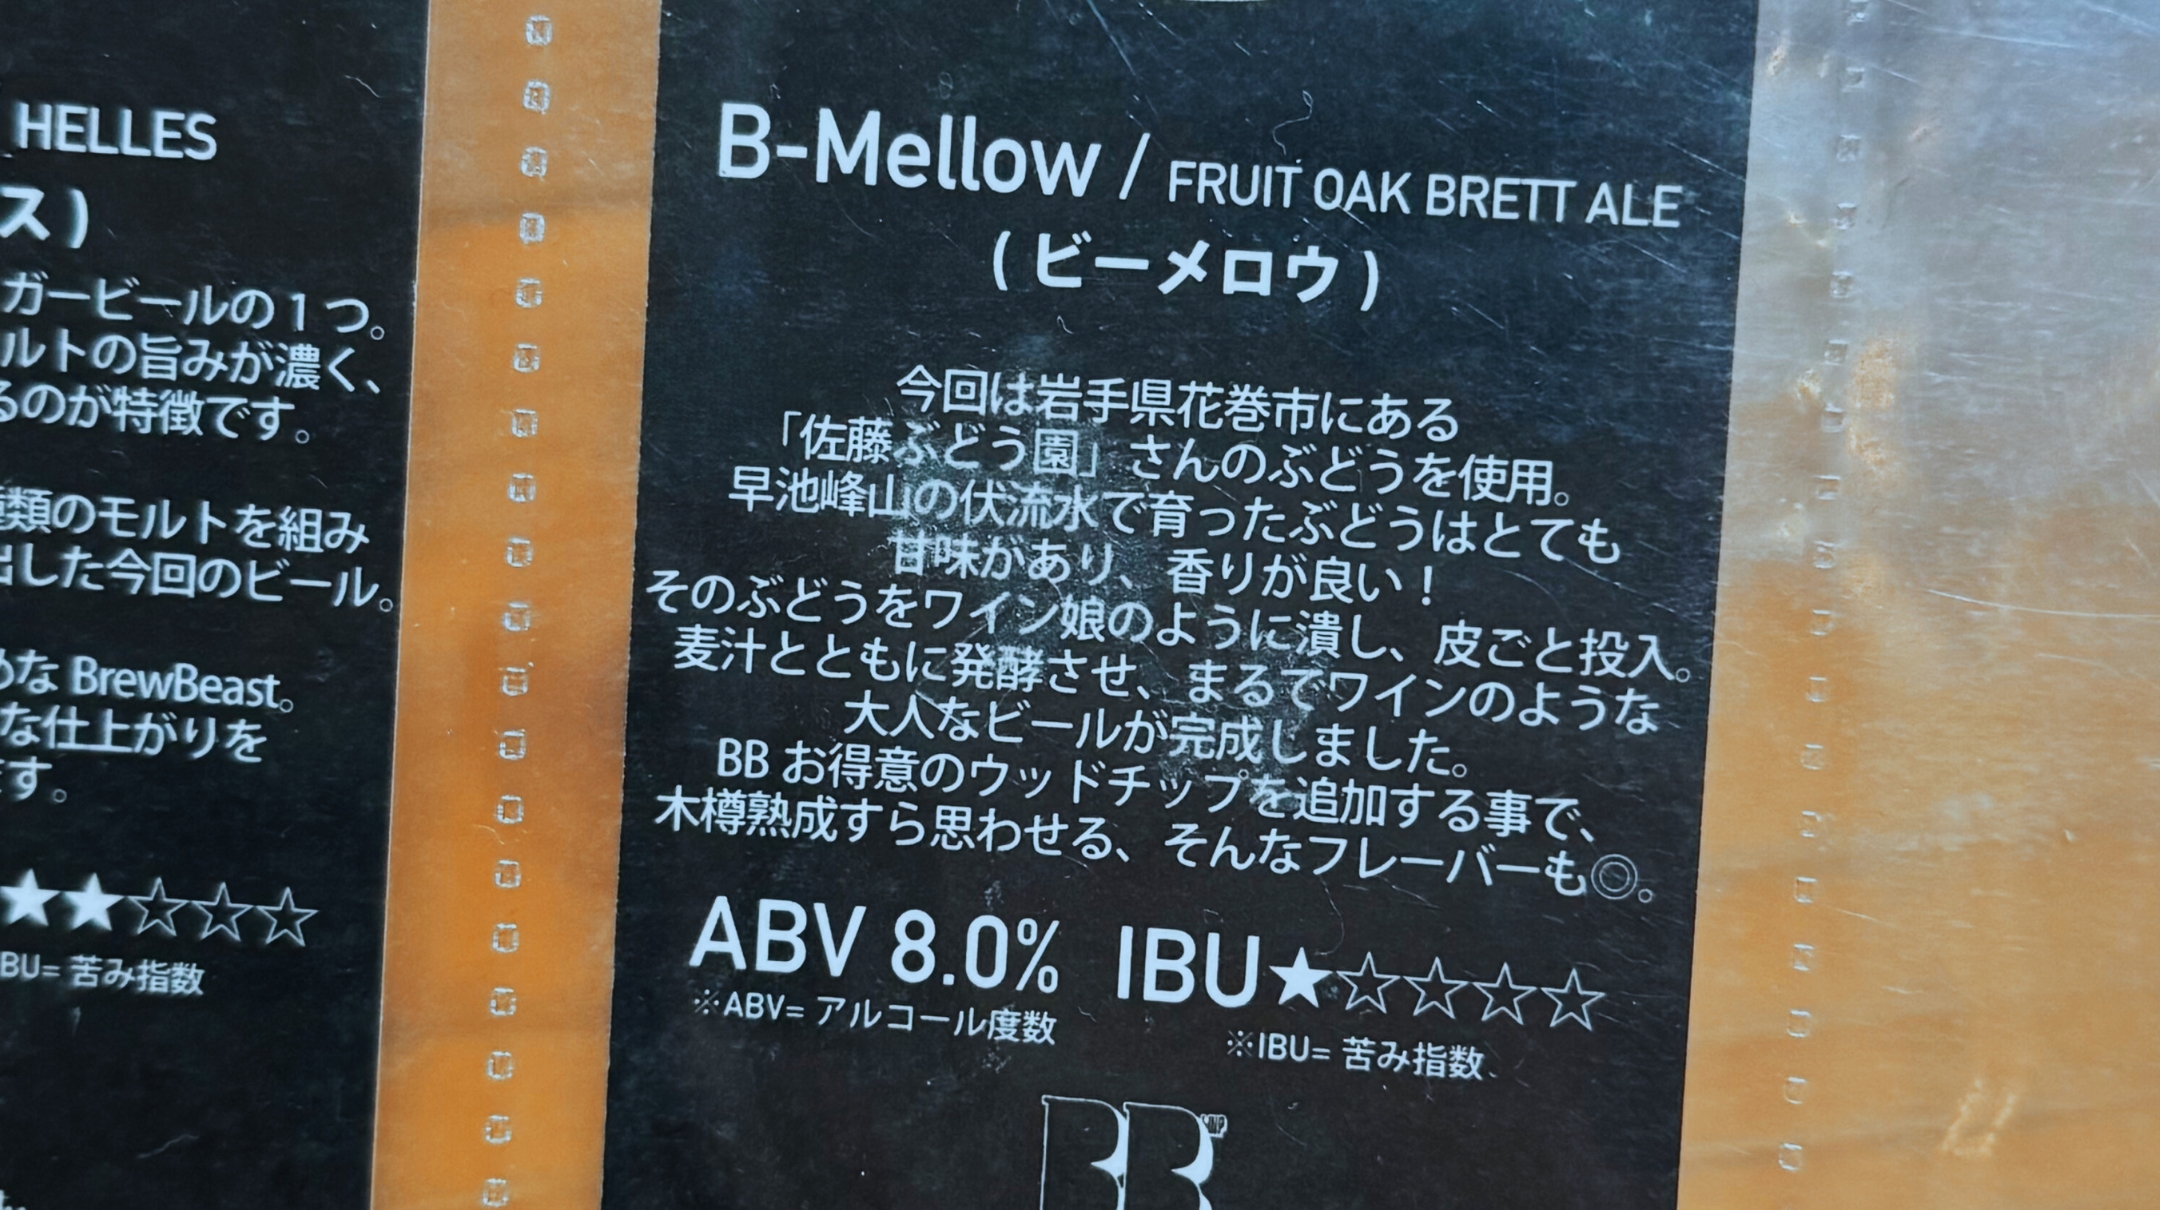 HELLES
ス)
ガービールの1つ。
ルトの旨みが濃く、
るのが特徴です。
類のモルトを組み
出した今回のビール。
な BrewBeast。
な仕上がりを
す。
★★☆☆☆
BU= 苦み指数
B-Mellow / FRUIT OAK BRETT ALE
(ビーメロウ)
今回は岩手県花巻市にある
「佐藤ぶどう園」さんのぶどうを使用。
早池峰山の伏流水で育ったぶどうはとても
甘味があり、香りが良い!
そのぶどうをワイン娘のように潰し、皮ごと投入。
麦汁とともに発酵させ、まるでワインのような
大人なビールが完成しました。
BB お得意のウッドチップを追加する事で、
木樽熟成すら思わせる、そんなフレーバーも◎。
ABV 8.0% IBU★☆☆☆☆
※ABV= アルコール度数
※IBU= 苦み指数
BB